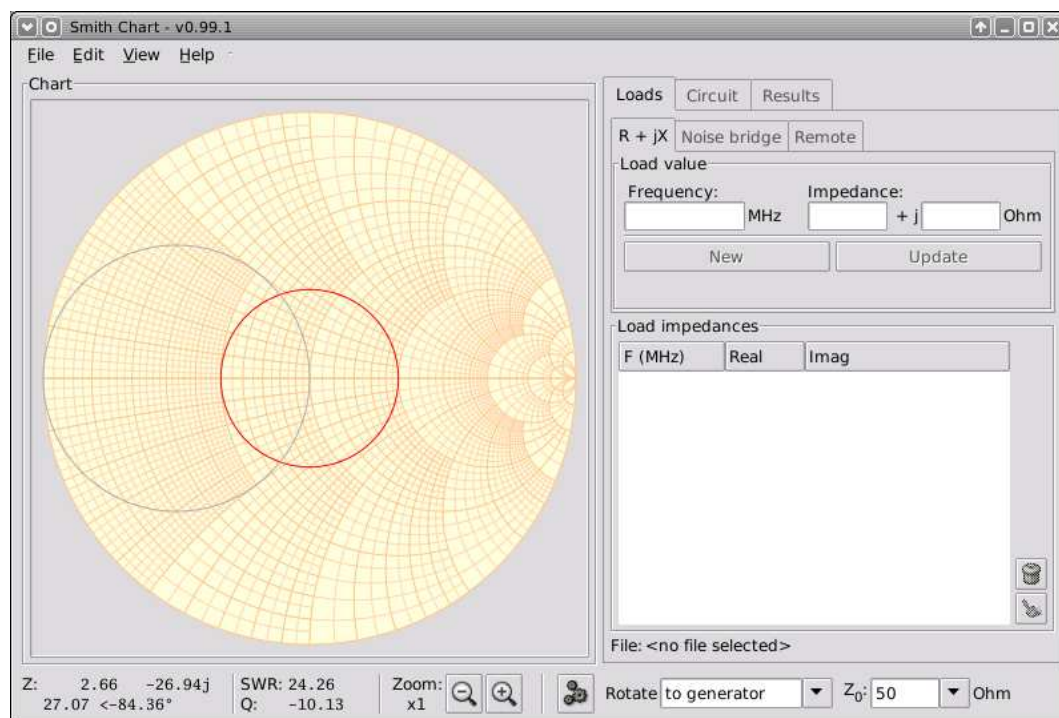 Smith Chart - v0.99.1
File Edit View Help
Chart
Loads Circuit Results
R + jX Noise bridge Remote
Load value
Frequency: Impedance:
MHz + j Ohm
New Update
Load impedances
F (MHz) Real Imag
File: <no file selected>
Z: 2.66 -26.94j SWR: 24.26 Zoom:
27.07 <-84.36° Q: -10.13 x1
Rotate to generator Z0: 50 Ohm